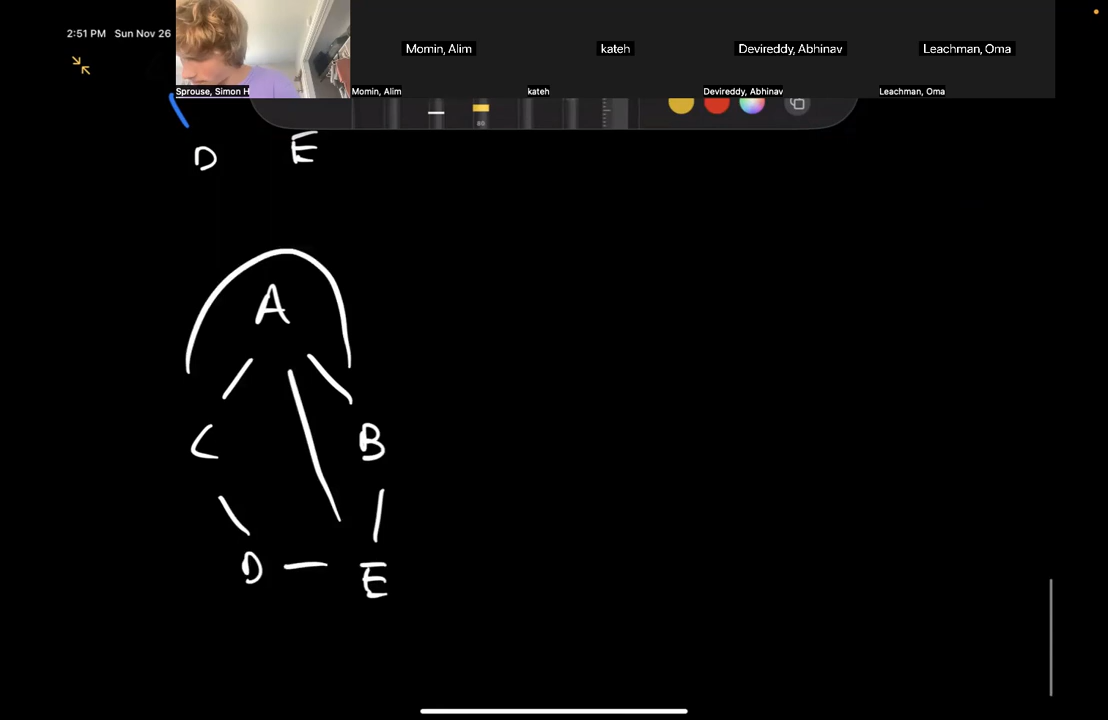 2:51 PM Sun Nov 26
Momin, Alim
kateh
Devireddy, Abhinav
Leachman, Oma
Sprouse, Simon H
Momin, Alim
kateh
Devireddy, Abhinav
Leachman, Oma
D E
A
C B
D E